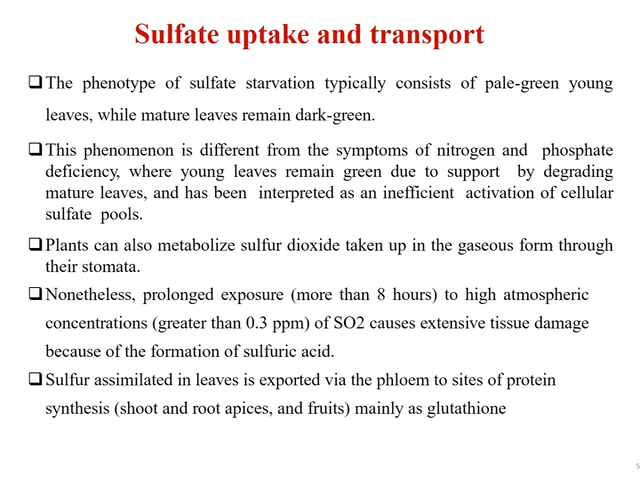 Sulfate uptake and transport
❑The phenotype of sulfate starvation typically consists of pale-green young
leaves, while mature leaves remain dark-green.
❑This phenomenon is different from the symptoms of nitrogen and phosphate
deficiency, where young leaves remain green due to support by degrading
mature leaves, and has been interpreted as an inefficient activation of cellular
sulfate pools.
❑Plants can also metabolize sulfur dioxide taken up in the gaseous form through
their stomata.
❑Nonetheless, prolonged exposure (more than 8 hours) to high atmospheric
concentrations (greater than 0.3 ppm) of SO2 causes extensive tissue damage
because of the formation of sulfuric acid.
❑Sulfur assimilated in leaves is exported via the phloem to sites of protein
synthesis (shoot and root apices, and fruits) mainly as glutathione
5